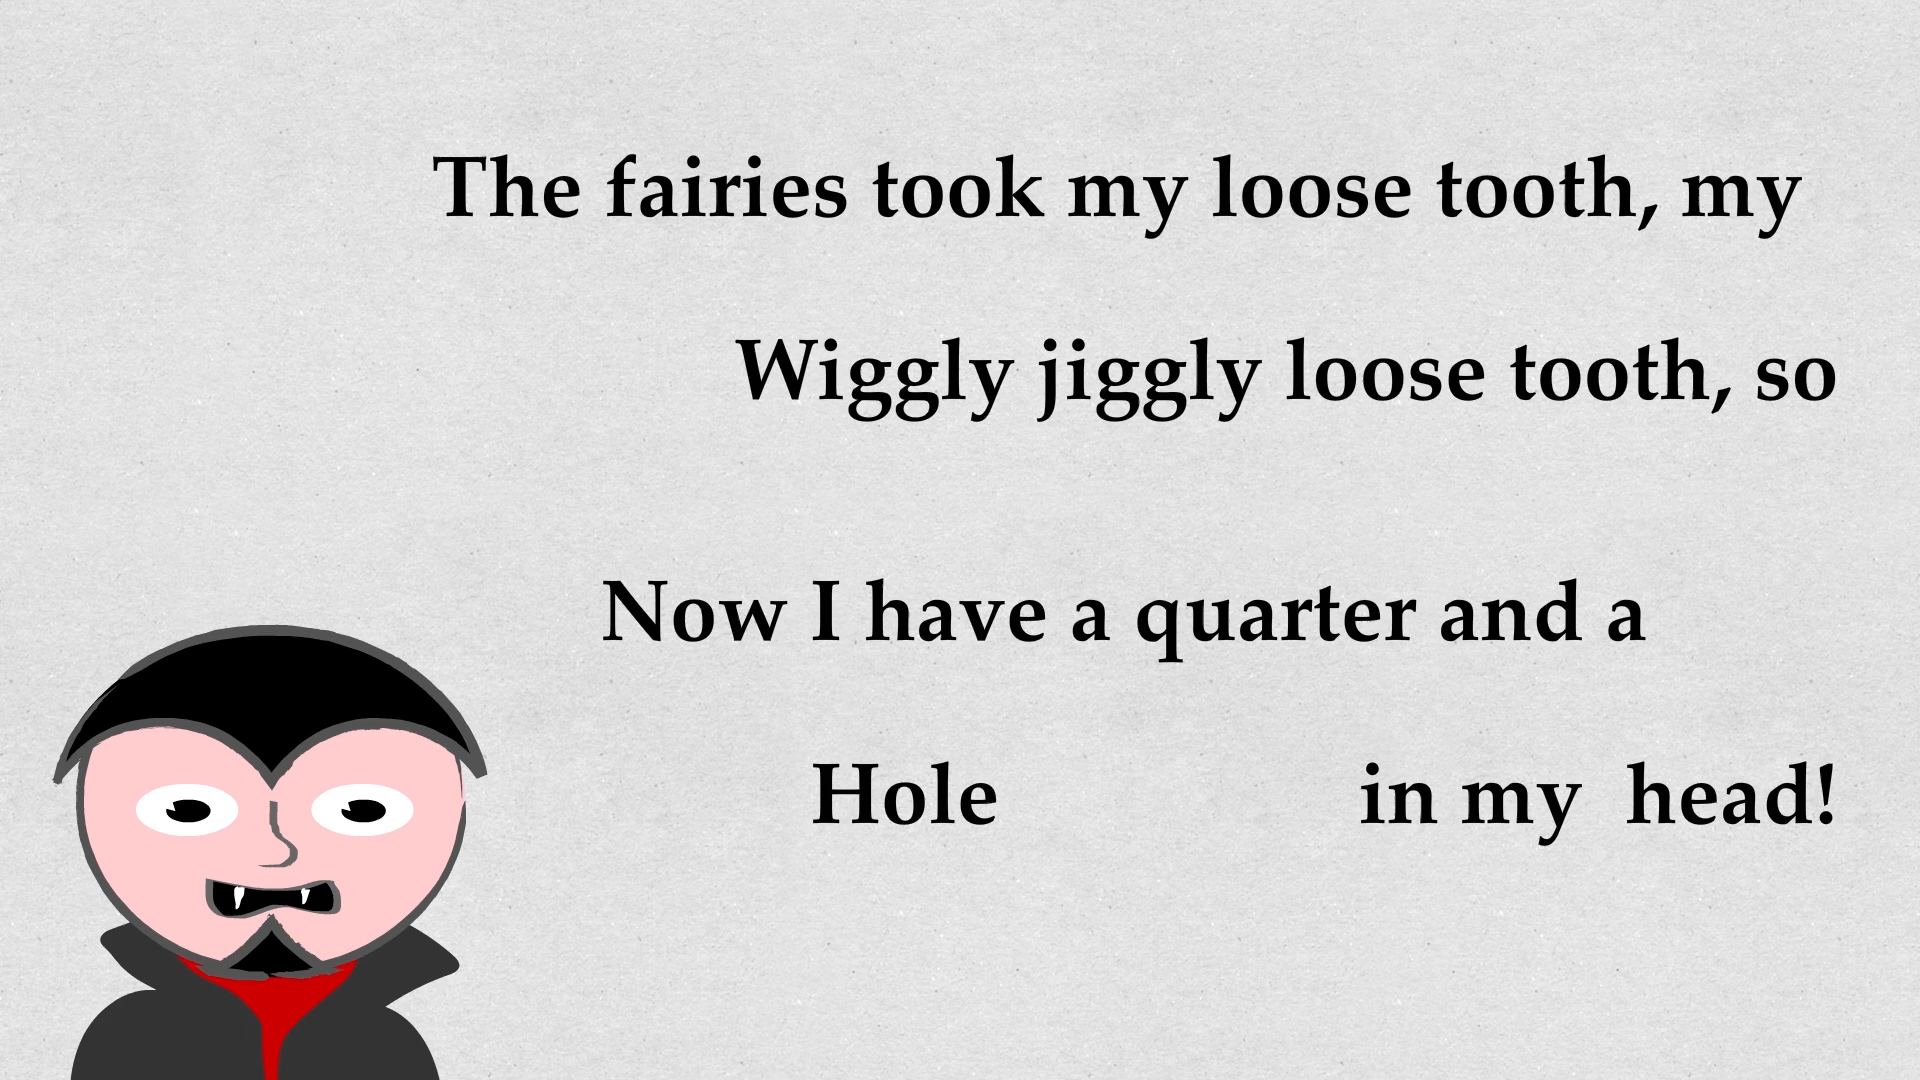 The fairies took my loose tooth, my
Wiggly jiggly loose tooth, so
Now I have a quarter and a
Hole in my head!